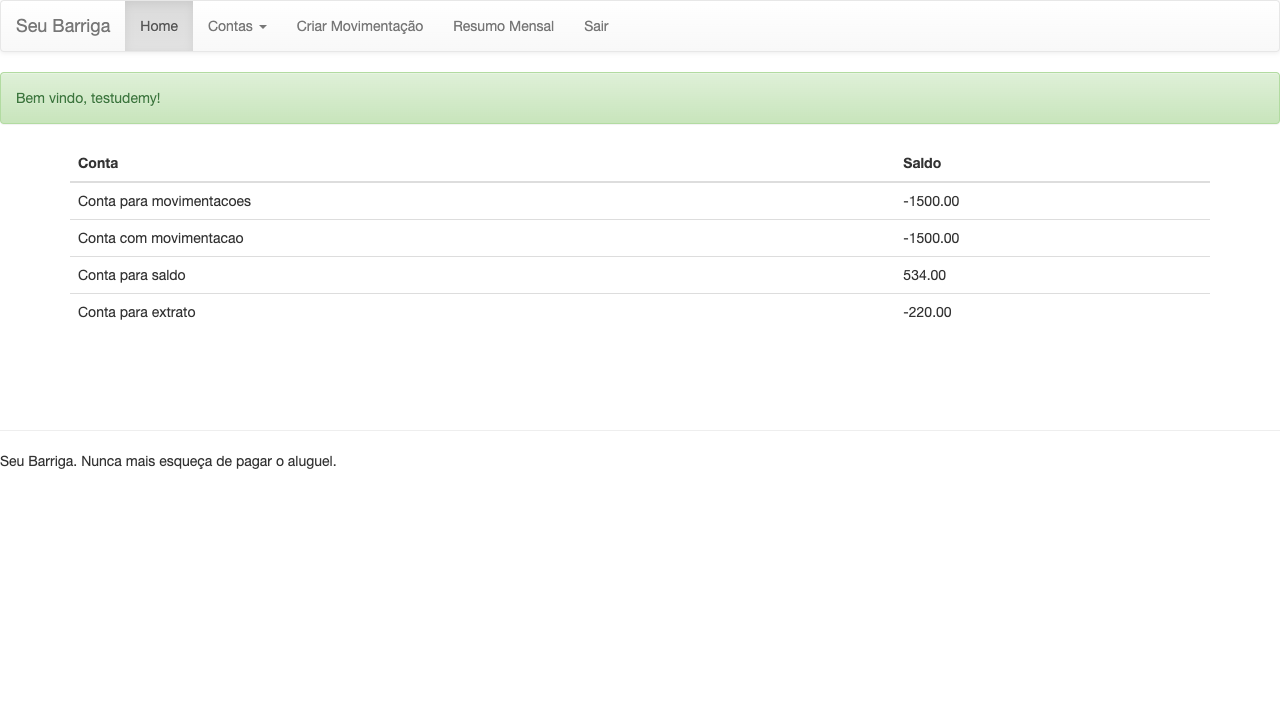 Seu Barriga Home Contas Criar Movimentação Resumo Mensal Sair
Bem vindo, testudemy!
Conta Saldo
Conta para movimentacoes -1500.00
Conta com movimentacao -1500.00
Conta para saldo 534.00
Conta para extrato -220.00
Seu Barriga. Nunca mais esqueça de pagar o aluguel.